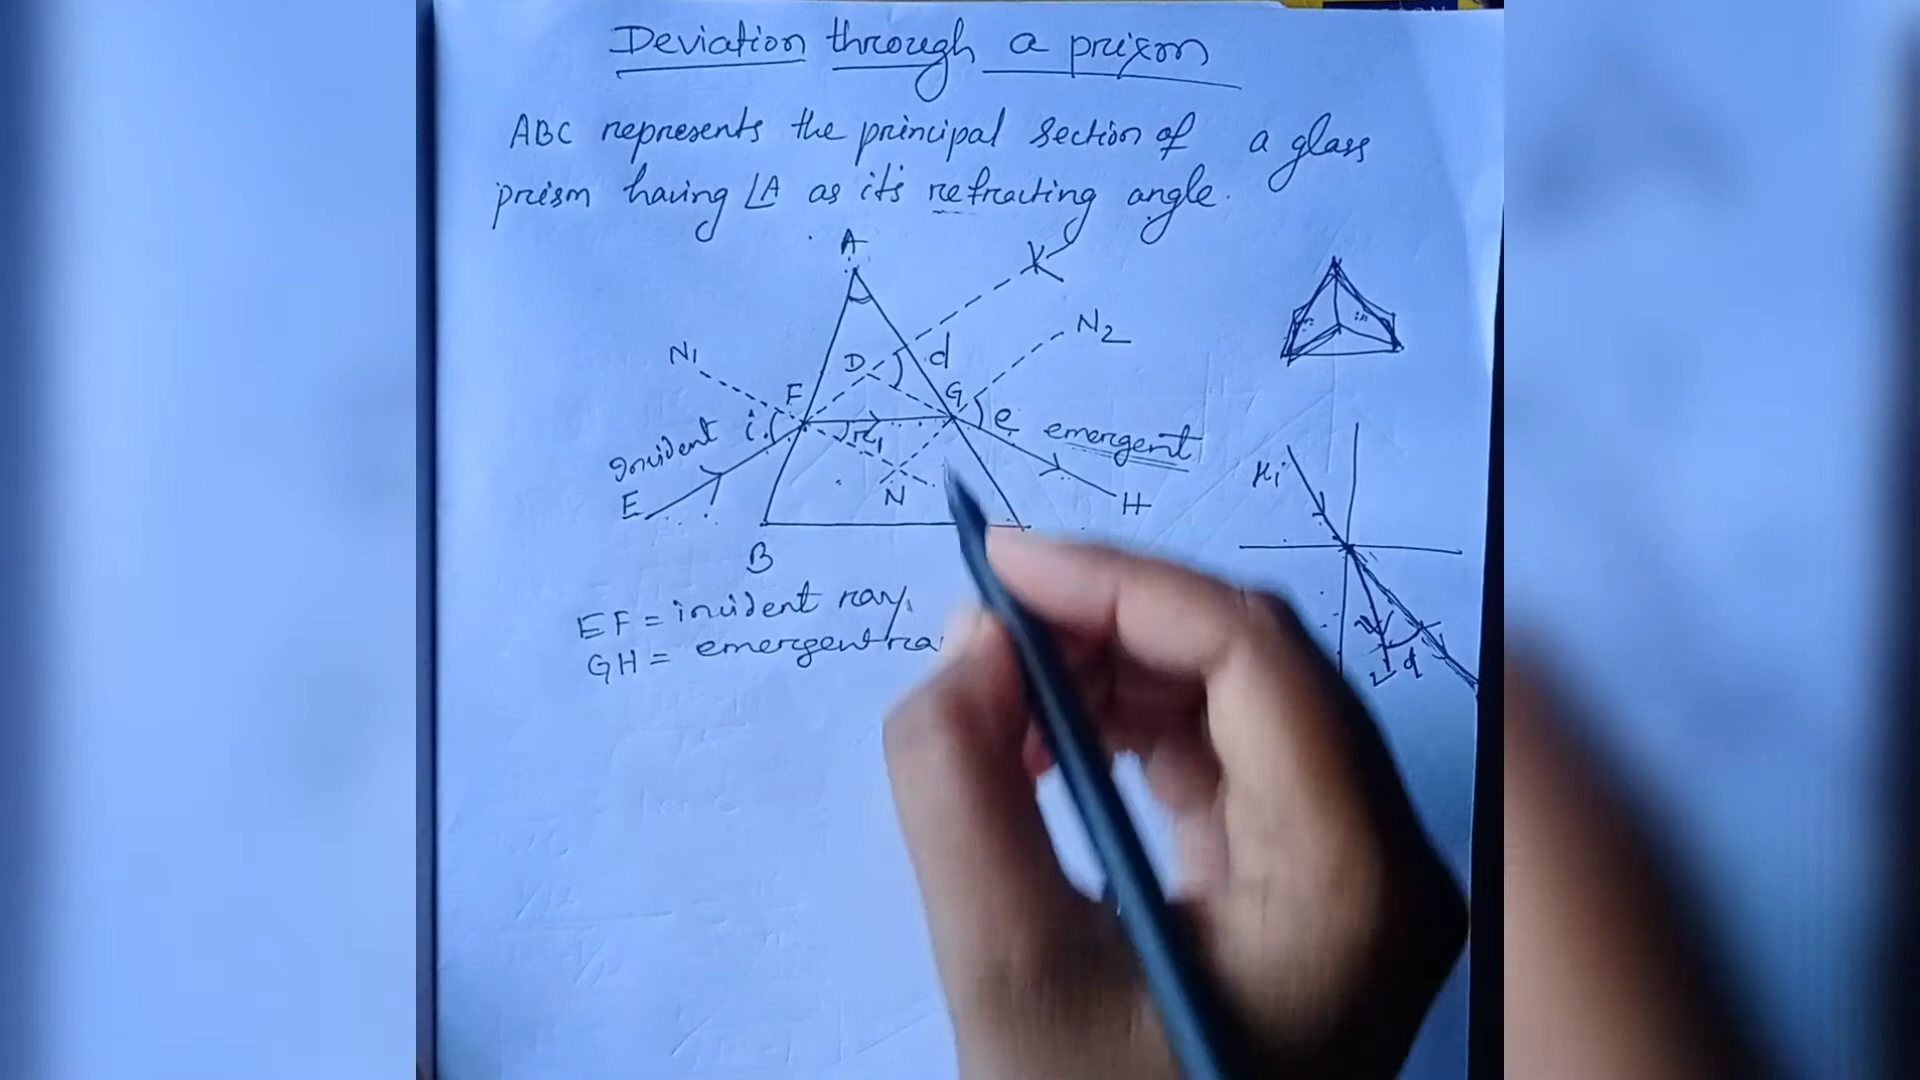 Deviation through a prism
ABC represents the principal section of a glass
prism having ∠A as its refracting angle.
A
K
N2
N1
D
d
F
G
i
r1
e
Incident
emergent
E
N
H
B
EF = incident ray,
GH = emergent ra
d